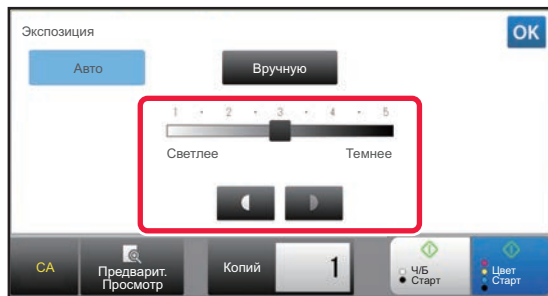 Экспозиция
OK
Авто
Вручную
1 · 2 · 3 · 4 · 5
Светлее
Темнее
CA
Предварит.
Просмотр
Копий
1
Ч/Б
Старт
Цвет
Старт